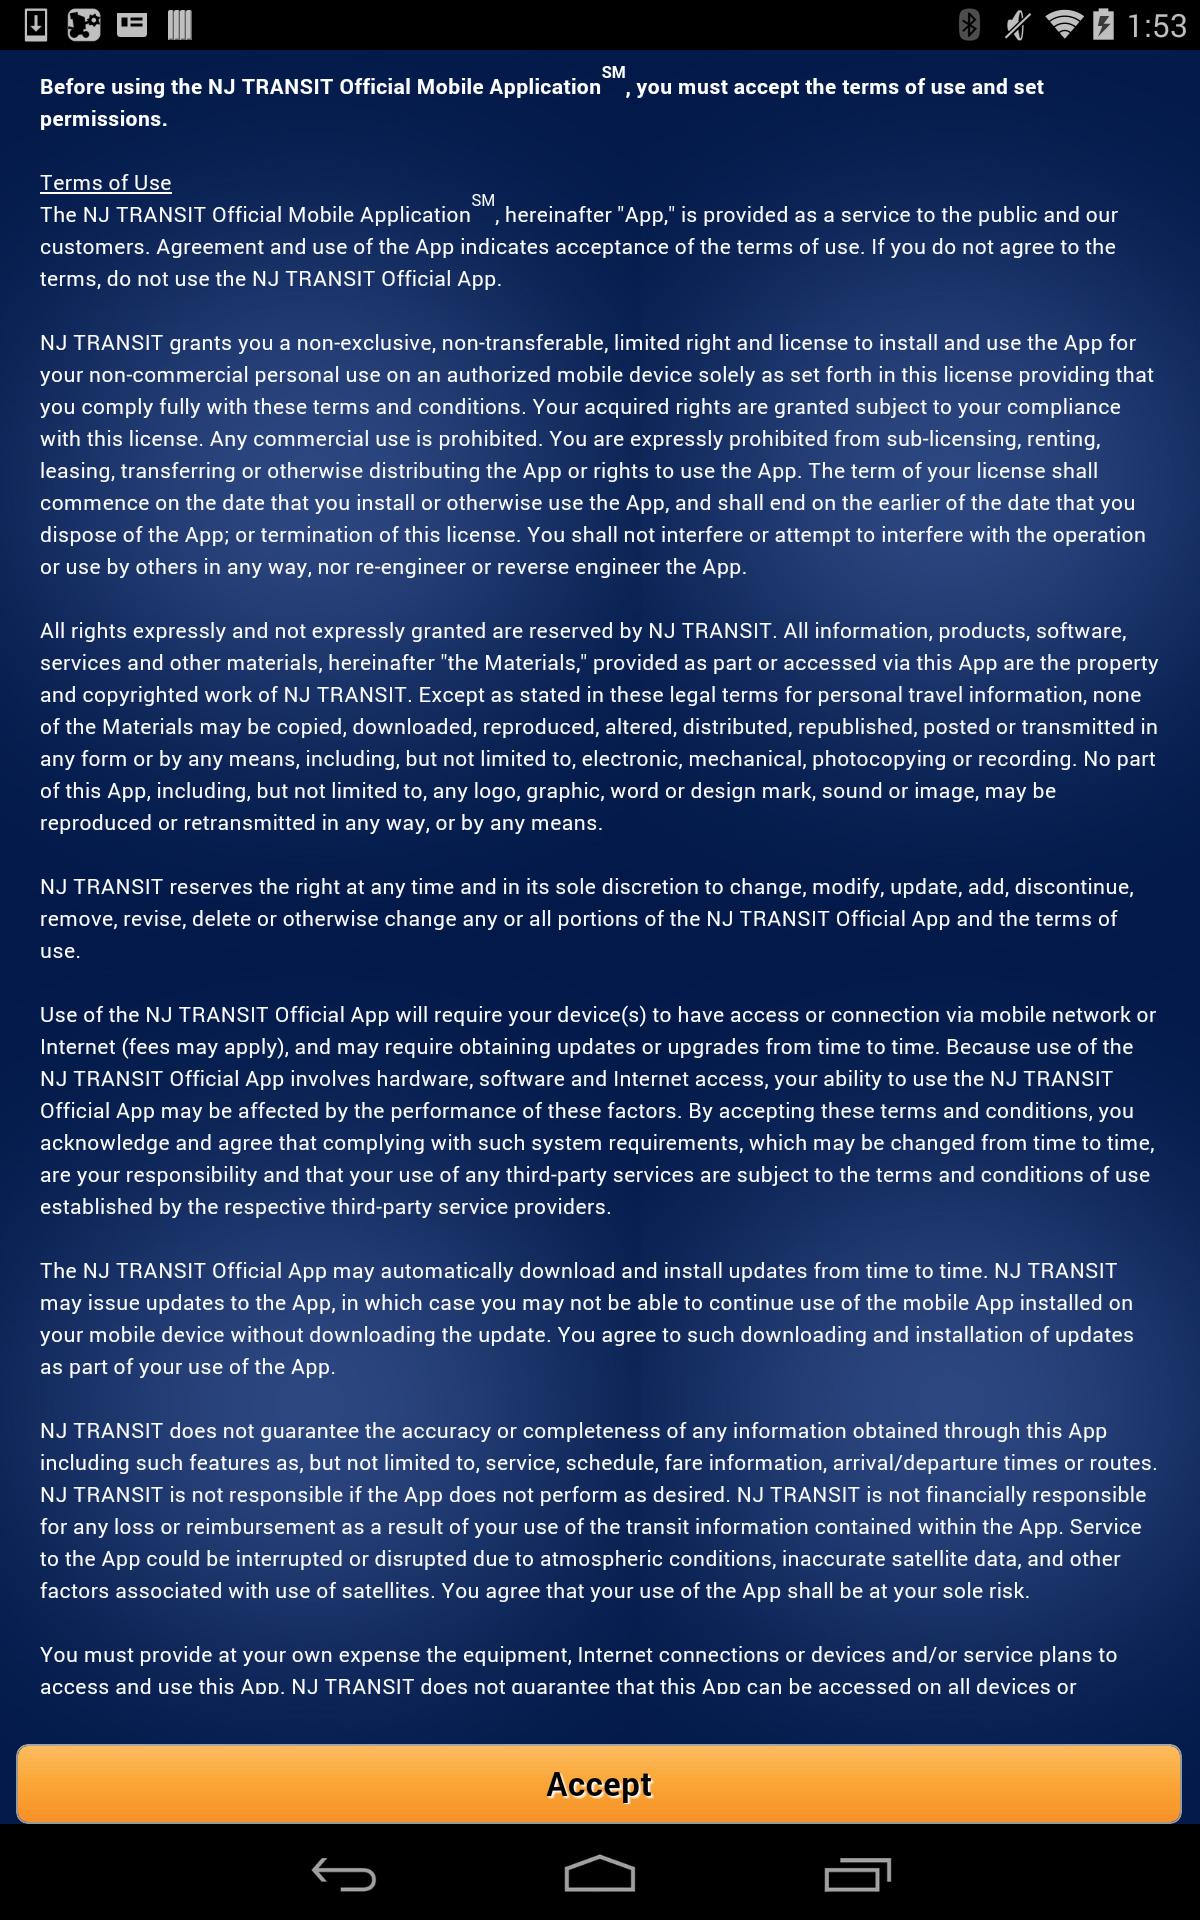 1:53
Before using the NJ TRANSIT Official Mobile ApplicationSM, you must accept the terms of use and set
permissions.
Terms of Use
The NJ TRANSIT Official Mobile ApplicationSM, hereinafter "App," is provided as a service to the public and our
customers. Agreement and use of the App indicates acceptance of the terms of use. If you do not agree to the
terms, do not use the NJ TRANSIT Official App.
NJ TRANSIT grants you a non-exclusive, non-transferable, limited right and license to install and use the App for
your non-commercial personal use on an authorized mobile device solely as set forth in this license providing that
you comply fully with these terms and conditions. Your acquired rights are granted subject to your compliance
with this license. Any commercial use is prohibited. You are expressly prohibited from sub-licensing, renting,
leasing, transferring or otherwise distributing the App or rights to use the App. The term of your license shall
commence on the date that you install or otherwise use the App, and shall end on the earlier of the date that you
dispose of the App; or termination of this license. You shall not interfere or attempt to interfere with the operation
or use by others in any way, nor re-engineer or reverse engineer the App.
All rights expressly and not expressly granted are reserved by NJ TRANSIT. All information, products, software,
services and other materials, hereinafter "the Materials," provided as part or accessed via this App are the property
and copyrighted work of NJ TRANSIT. Except as stated in these legal terms for personal travel information, none
of the Materials may be copied, downloaded, reproduced, altered, distributed, republished, posted or transmitted in
any form or by any means, including, but not limited to, electronic, mechanical, photocopying or recording. No part
of this App, including, but not limited to, any logo, graphic, word or design mark, sound or image, may be
reproduced or retransmitted in any way, or by any means.
NJ TRANSIT reserves the right at any time and in its sole discretion to change, modify, update, add, discontinue,
remove, revise, delete or otherwise change any or all portions of the NJ TRANSIT Official App and the terms of
use.
Use of the NJ TRANSIT Official App will require your device(s) to have access or connection via mobile network or
Internet (fees may apply), and may require obtaining updates or upgrades from time to time. Because use of the
NJ TRANSIT Official App involves hardware, software and Internet access, your ability to use the NJ TRANSIT
Official App may be affected by the performance of these factors. By accepting these terms and conditions, you
acknowledge and agree that complying with such system requirements, which may be changed from time to time,
are your responsibility and that your use of any third-party services are subject to the terms and conditions of use
established by the respective third-party service providers.
The NJ TRANSIT Official App may automatically download and install updates from time to time. NJ TRANSIT
may issue updates to the App, in which case you may not be able to continue use of the mobile App installed on
your mobile device without downloading the update. You agree to such downloading and installation of updates
as part of your use of the App.
NJ TRANSIT does not guarantee the accuracy or completeness of any information obtained through this App
including such features as, but not limited to, service, schedule, fare information, arrival/departure times or routes.
NJ TRANSIT is not responsible if the App does not perform as desired. NJ TRANSIT is not financially responsible
for any loss or reimbursement as a result of your use of the transit information contained within the App. Service
to the App could be interrupted or disrupted due to atmospheric conditions, inaccurate satellite data, and other
factors associated with use of satellites. You agree that your use of the App shall be at your sole risk.
You must provide at your own expense the equipment, Internet connections or devices and/or service plans to
access and use this App. NJ TRANSIT does not guarantee that this App can be accessed on all devices or
Accept